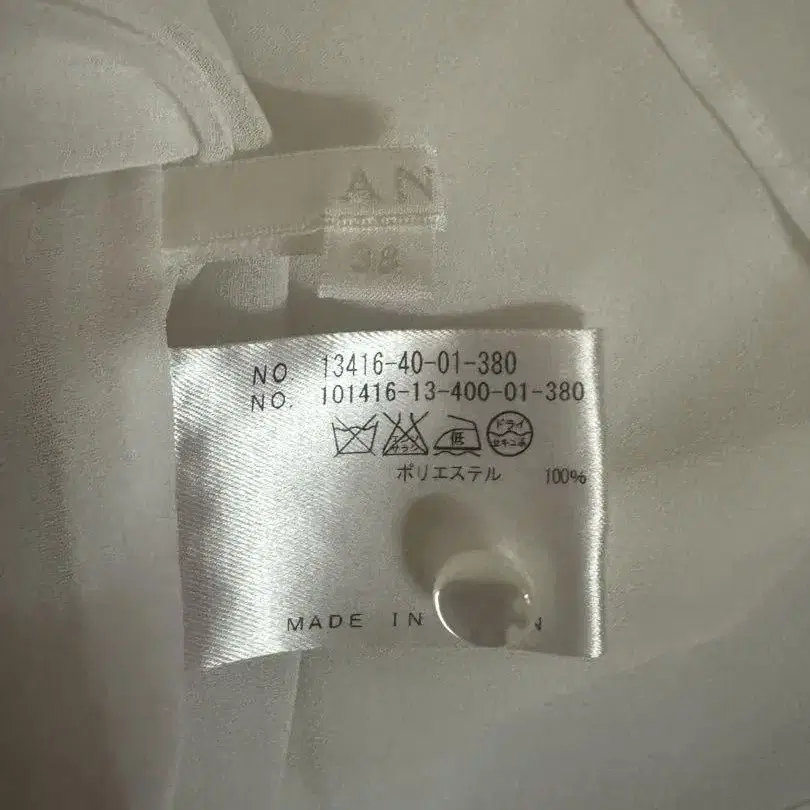 AN
38
NO 13416-40-01-380
NO. 101416-13-400-01-380
低 ドライ セキユ系
ポリエステル 100%
MADE IN